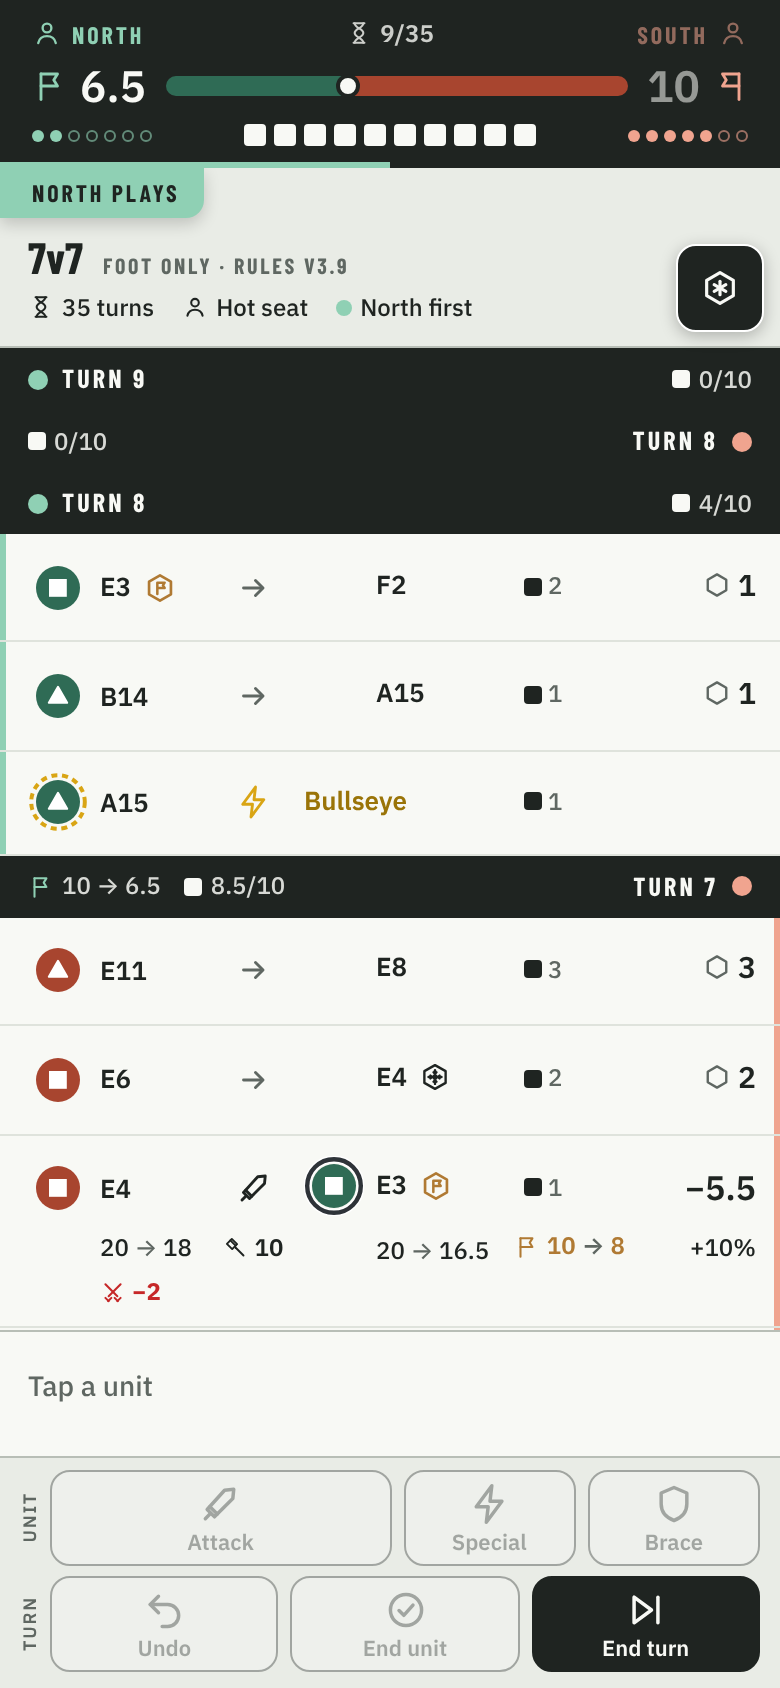 NORTH 9/35 SOUTH
6.5 10
NORTH PLAYS
7v7 FOOT ONLY · RULES V3.9
35 turns Hot seat North first
TURN 9 0/10
0/10 TURN 8
TURN 8 4/10
E3 → F2 2 1
B14 → A15 1 1
A15 Bullseye 1
10 → 6.5 8.5/10 TURN 7
E11 → E8 3 3
E6 → E4 2 2
E4 E3 1 −5.5
20 → 18 10 20 → 16.5 10 → 8 +10%
−2
Tap a unit
UNIT
Attack Special Brace
TURN
Undo End unit End turn